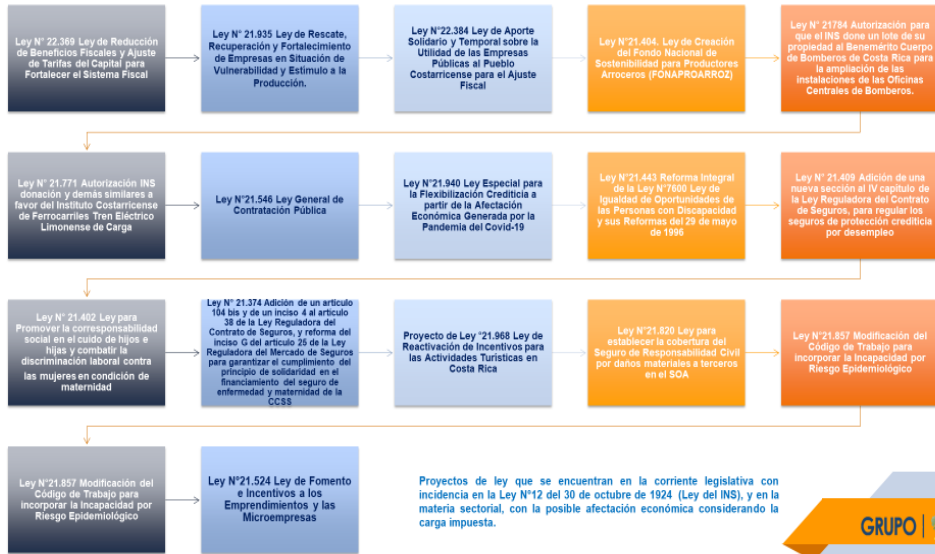 Ley N° 22.369 Ley de Reducción
de Beneficios Fiscales y Ajuste
de Tarifas del Capital para
Fortalecer el Sistema Fiscal
Ley N° 21.935 Ley de Rescate,
Recuperación y Fortalecimiento
de Empresas en Situación de
Vulnerabilidad y Estimulo a la
Producción.
Ley N°22.384 Ley de Aporte
Solidario y Temporal sobre la
Utilidad de las Empresas
Públicas al Pueblo
Costarricense para el Ajuste
Fiscal
Ley N°21.404. Ley de Creación
del Fondo Nacional de
Sostenibilidad para Productores
Arroceros (FONAPROARROZ)
Ley N° 21784 Autorización para
que el INS done un lote de su
propiedad al Benemérito Cuerpo
de Bomberos de Costa Rica para
la ampliación de las
instalaciones de las Oficinas
Centrales de Bomberos.
Ley N° 21.771 Autorización INS
donación y demás similares a
favor del Instituto Costarricense
de Ferrocarriles Tren Eléctrico
Limonense de Carga
Ley N°21.546 Ley General de
Contratación Pública
Ley N°21.940 Ley Especial para
la Flexibilización Crediticia a
partir de la Afectación
Económica Generada por la
Pandemia del Covid-19
Ley N°21.443 Reforma Integral
de la Ley N°7600 Ley de
Igualdad de Oportunidades de
las Personas con Discapacidad
y sus Reformas del 29 de mayo
de 1996
Ley N° 21.409 Adición de una
nueva sección al IV capítulo de
la Ley Reguladora del Contrato
de Seguros, para regular los
seguros de protección crediticia
por desempleo
Ley N° 21.402 Ley para
Promover la corresponsabilidad
social en el cuido de hijos e
hijas y combatir la
discriminación laboral contra
las mujeres en condición de
maternidad
Ley N° 21.374 Adición de un artículo
104 bis y de un inciso 4 al artículo
38 de la Ley Reguladora del
Contrato de Seguros, y reforma del
inciso G del artículo 25 de la Ley
Reguladora del Mercado de Seguros
para garantizar el cumplimiento del
principio de solidaridad en el
financiamiento del seguro de
enfermedad y maternidad de la
CCSS
Proyecto de Ley °21.968 Ley de
Reactivación de Incentivos para
las Actividades Turísticas en
Costa Rica
Ley N°21.820 Ley para
establecer la cobertura del
Seguro de Responsabilidad Civil
por daños materiales a terceros
en el SOA
Ley N°21.857 Modificación del
Código de Trabajo para
incorporar la Incapacidad por
Riesgo Epidemiológico
Ley N°21.857 Modificación del
Código de Trabajo para
incorporar la Incapacidad por
Riesgo Epidemiológico
Ley N°21.524 Ley de Fomento
e Incentivos a los
Emprendimientos y las
Microempresas
Proyectos de ley que se encuentran en la corriente legislativa con
incidencia en la Ley N°12 del 30 de octubre de 1924 (Ley del INS), y en la
materia sectorial, con la posible afectación económica considerando la
carga impuesta.
GRUPO